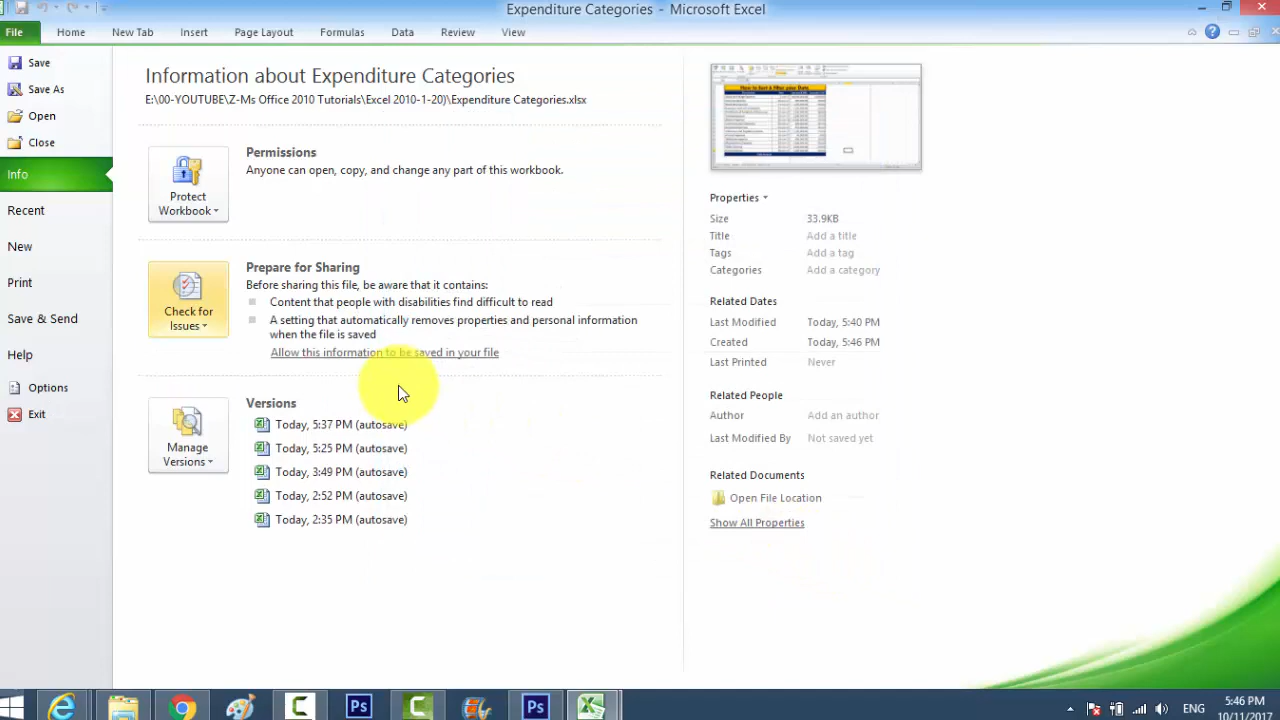 Expenditure Categories - Microsoft Excel
File Home New Tab Insert Page Layout Formulas Data Review View
Save
Save As
Info
Recent
New
Print
Save & Send
Help
Options
Exit
Information about Expenditure Categories
E:\00-YOUTUBE\Z-Ms Office 2010-Tutorial\Excel 2010-1-20)\Expenditure Categories.xlsx
Protect
Workbook
Permissions
Anyone can open, copy, and change any part of this workbook.
Check for
Issues
Prepare for Sharing
Before sharing this file, be aware that it contains:
Content that people with disabilities find difficult to read
A setting that automatically removes properties and personal information
when the file is saved
Allow this information to be saved in your file
Manage
Versions
Versions
Today, 5:37 PM (autosave)
Today, 5:25 PM (autosave)
Today, 3:49 PM (autosave)
Today, 2:52 PM (autosave)
Today, 2:35 PM (autosave)
How to Sort & Filter your Data
Properties
Size 33.9KB
Title Add a title
Tags Add a tag
Categories Add a category
Related Dates
Last Modified Today, 5:40 PM
Created Today, 5:46 PM
Last Printed Never
Related People
Author Add an author
Last Modified By Not saved yet
Related Documents
Open File Location
Show All Properties
Ps
Ps
ENG
5:46 PM
10/11/2017